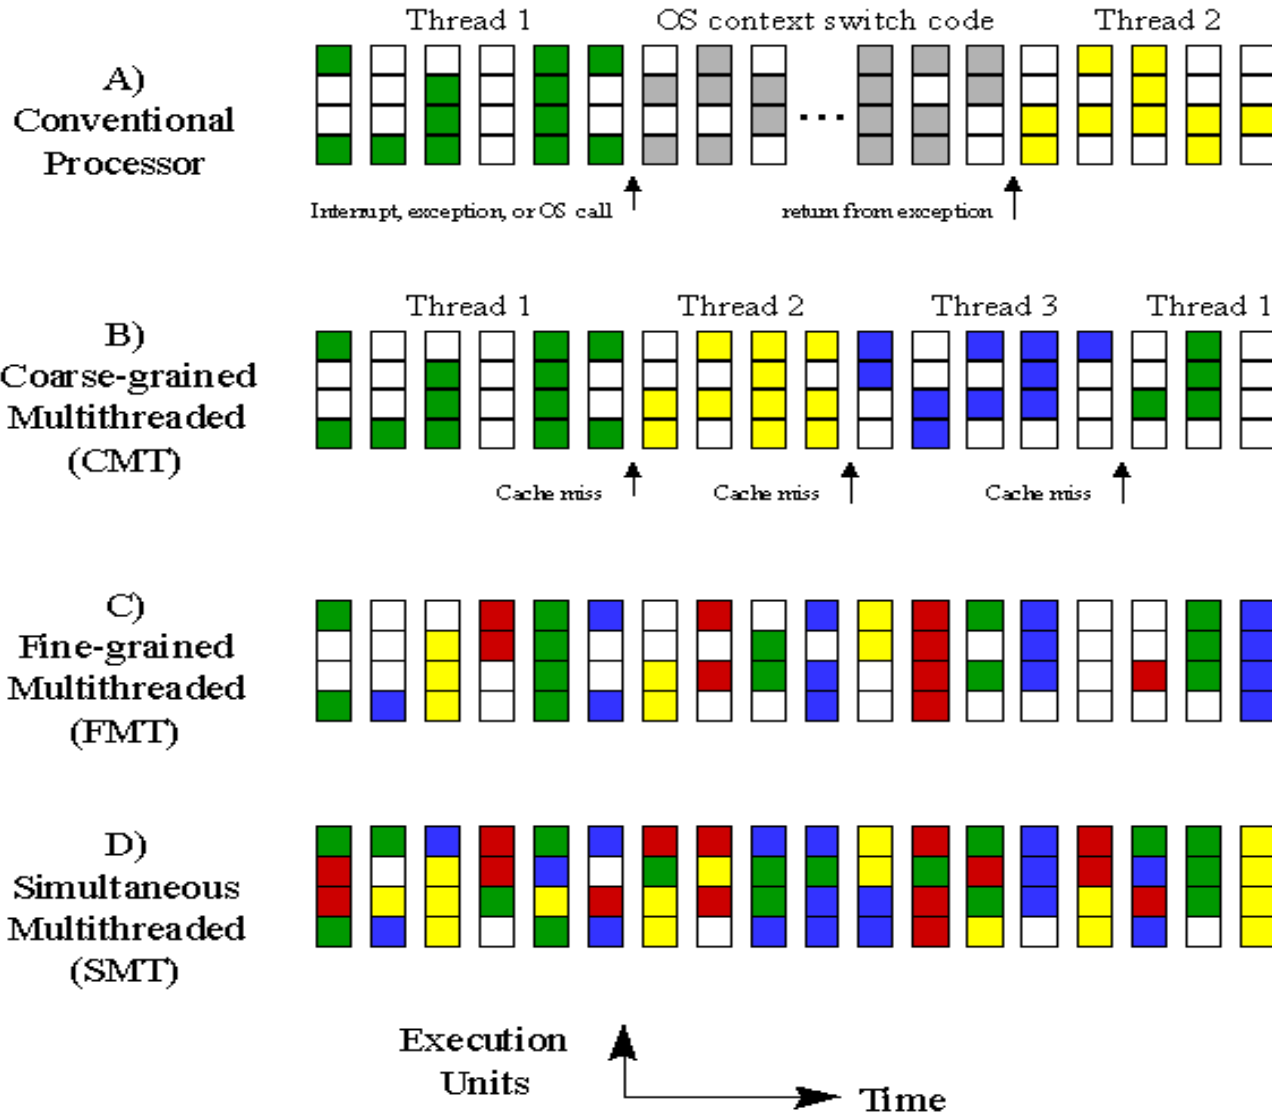 Thread 1 OS context switch code Thread 2
A)
Conventional
Processor
...
Interrupt, exception, or OS call return from exception
Thread 1 Thread 2 Thread 3 Thread 1
B)
Coarse-grained
Multithreaded
(CMT)
Cache miss Cache miss Cache miss
C)
Fine-grained
Multithreaded
(FMT)
D)
Simultaneous
Multithreaded
(SMT)
Execution
Units
Time